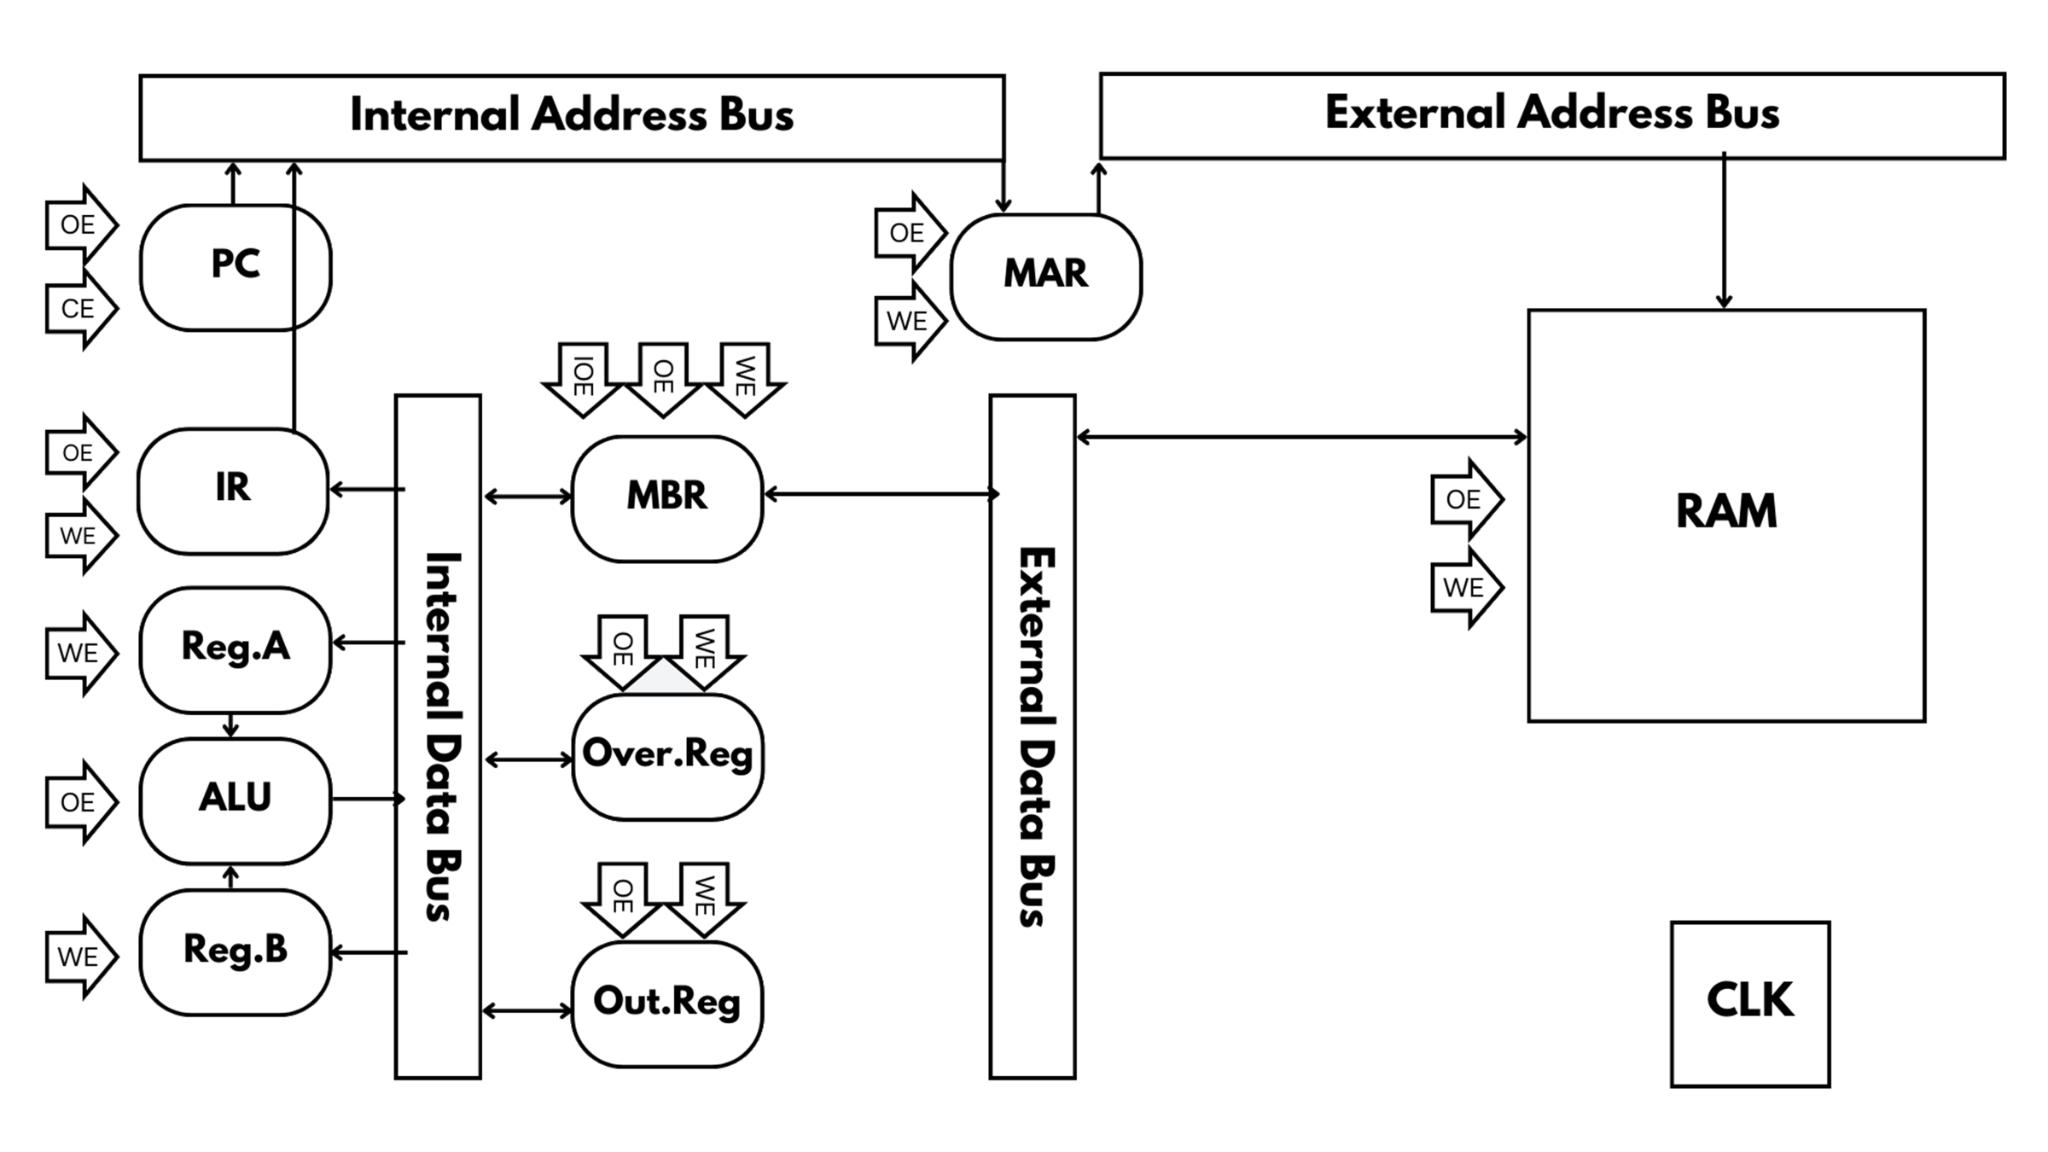 Internal Address Bus
External Address Bus
OE
PC
CE
OE
MAR
WE
IOE
OE
WE
OE
IR
WE
MBR
OE
RAM
WE
Internal Data Bus
External Data Bus
WE
Reg.A
OE
WE
Over.Reg
OE
ALU
OE
WE
WE
Reg.B
Out.Reg
CLK